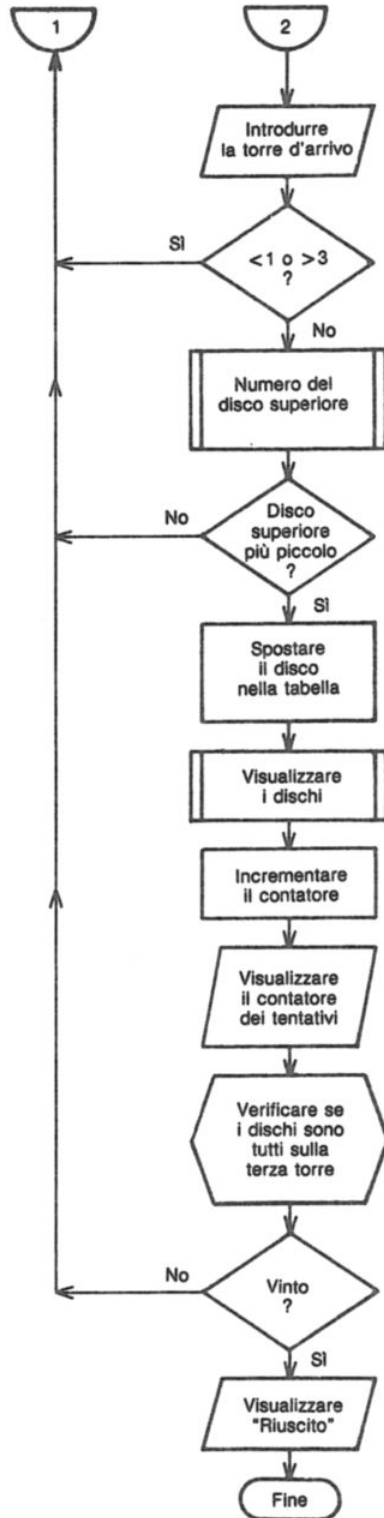 1
2
Introdurre
la torre d'arrivo
Sì
<1 o >3
?
No
Numero del
disco superiore
No
Disco
superiore
più piccolo
?
Sì
Spostare
il disco
nella tabella
Visualizzare
i dischi
Incrementare
il contatore
Visualizzare
il contatore
dei tentativi
Verificare se
i dischi sono
tutti sulla
terza torre
No
Vinto
?
Sì
Visualizzare
"Riuscito"
Fine